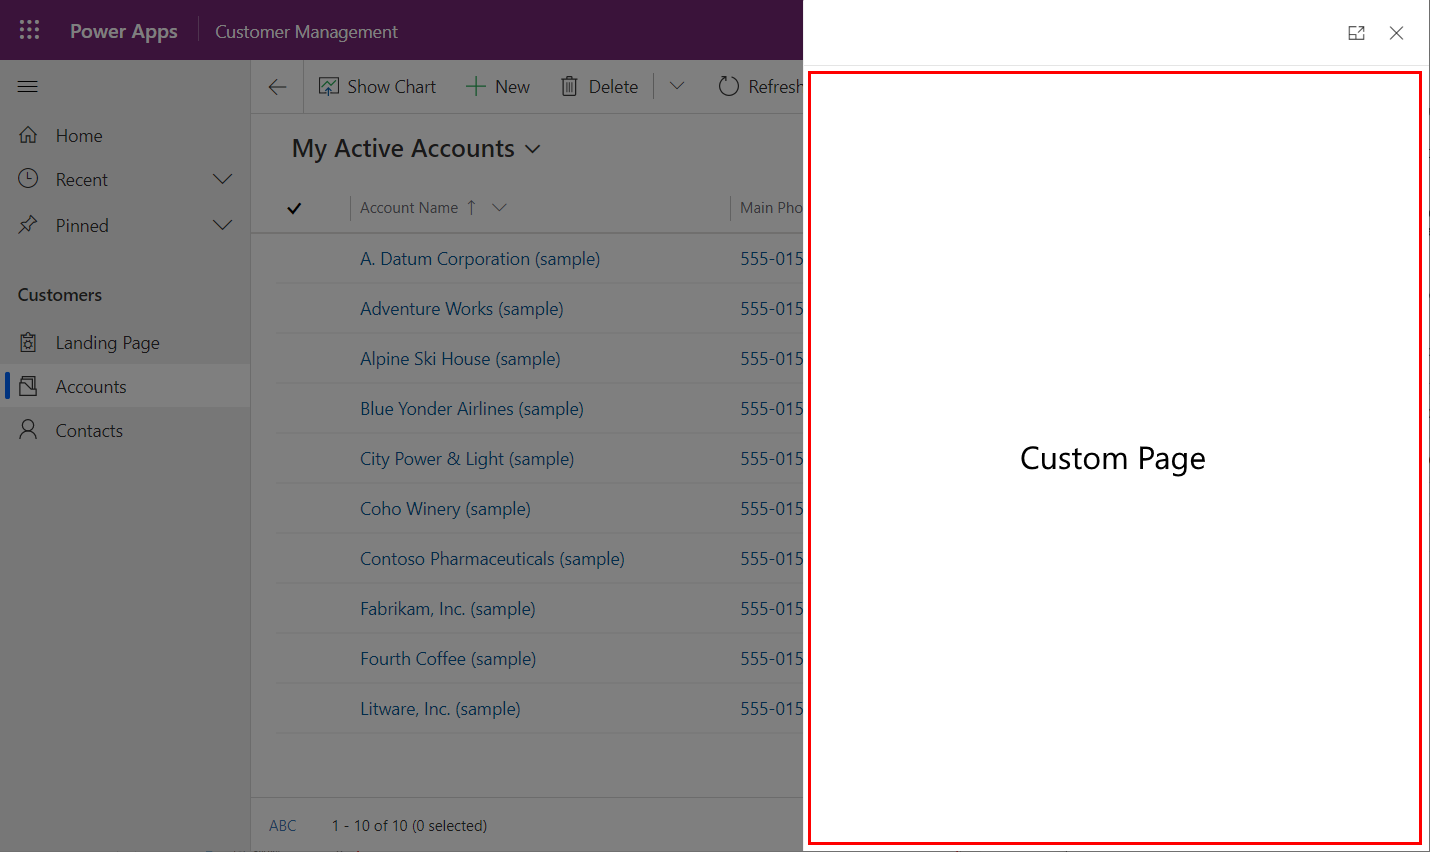 Power Apps
Customer Management
Show Chart
New
Delete
Refresh
Home
Recent
Pinned
Customers
Landing Page
Accounts
Contacts
My Active Accounts
Account Name
Main Pho
A. Datum Corporation (sample) 555-015
Adventure Works (sample) 555-015
Alpine Ski House (sample) 555-015
Blue Yonder Airlines (sample) 555-015
City Power & Light (sample) 555-015
Coho Winery (sample) 555-015
Contoso Pharmaceuticals (sample) 555-015
Fabrikam, Inc. (sample) 555-015
Fourth Coffee (sample) 555-015
Litware, Inc. (sample) 555-015
ABC
1 - 10 of 10 (0 selected)
Custom Page